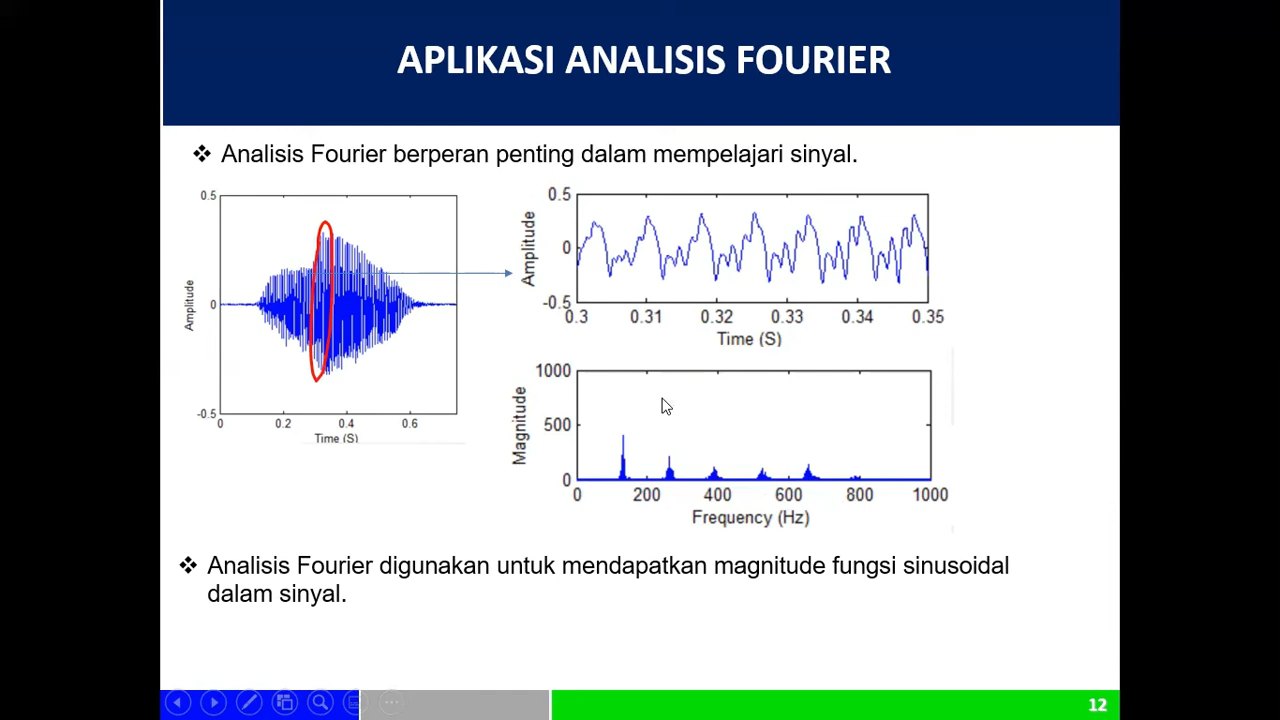 APLIKASI ANALISIS FOURIER
❖ Analisis Fourier berperan penting dalam mempelajari sinyal.
0.5
0
-0.5
Amplitude
0 0.2 0.4 0.6
Time (S)
0.5
0
-0.5
Amplitude
0.3 0.31 0.32 0.33 0.34 0.35
Time (S)
1000
500
0
Magnitude
0 200 400 600 800 1000
Frequency (Hz)
❖ Analisis Fourier digunakan untuk mendapatkan magnitude fungsi sinusoidal
dalam sinyal.
12